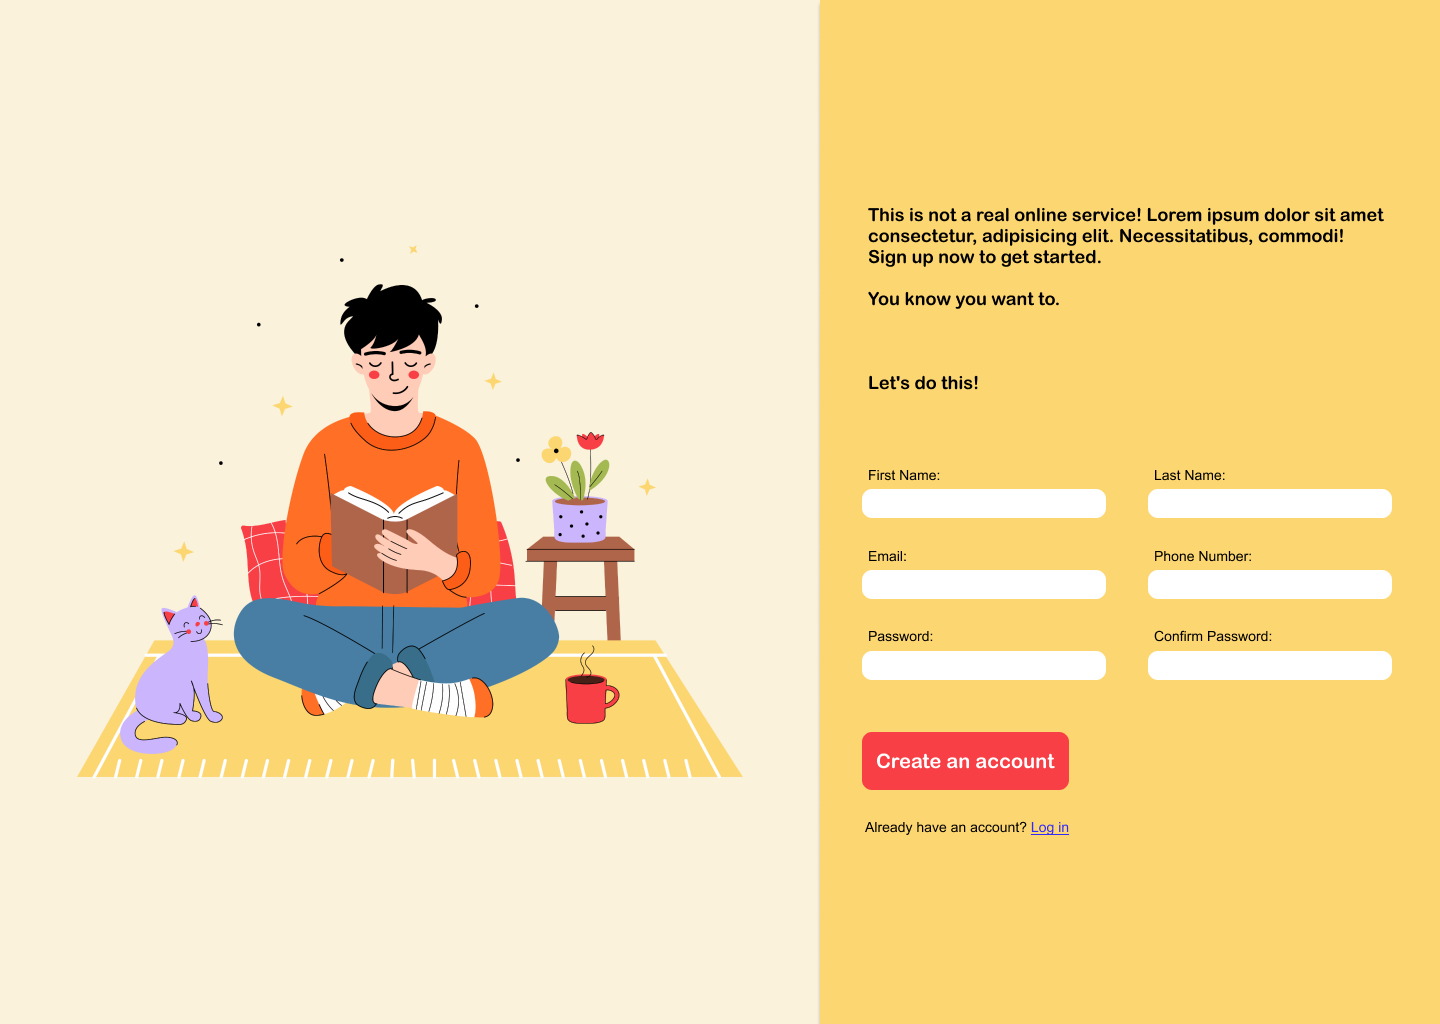 This is not a real online service! Lorem ipsum dolor sit amet
consectetur, adipisicing elit. Necessitatibus, commodi!
Sign up now to get started.
You know you want to.
Let's do this!
First Name:
Last Name:
Email:
Phone Number:
Password:
Confirm Password:
Create an account
Already have an account? Log in